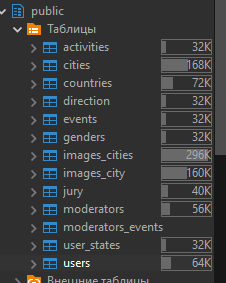 public
Таблицы
activities 32K
cities 168K
countries 72K
direction 32K
events 32K
genders 32K
images_cities 296K
images_city 160K
jury 40K
moderators 56K
moderators_events
user_states 32K
users 64K
Внешние таблицы